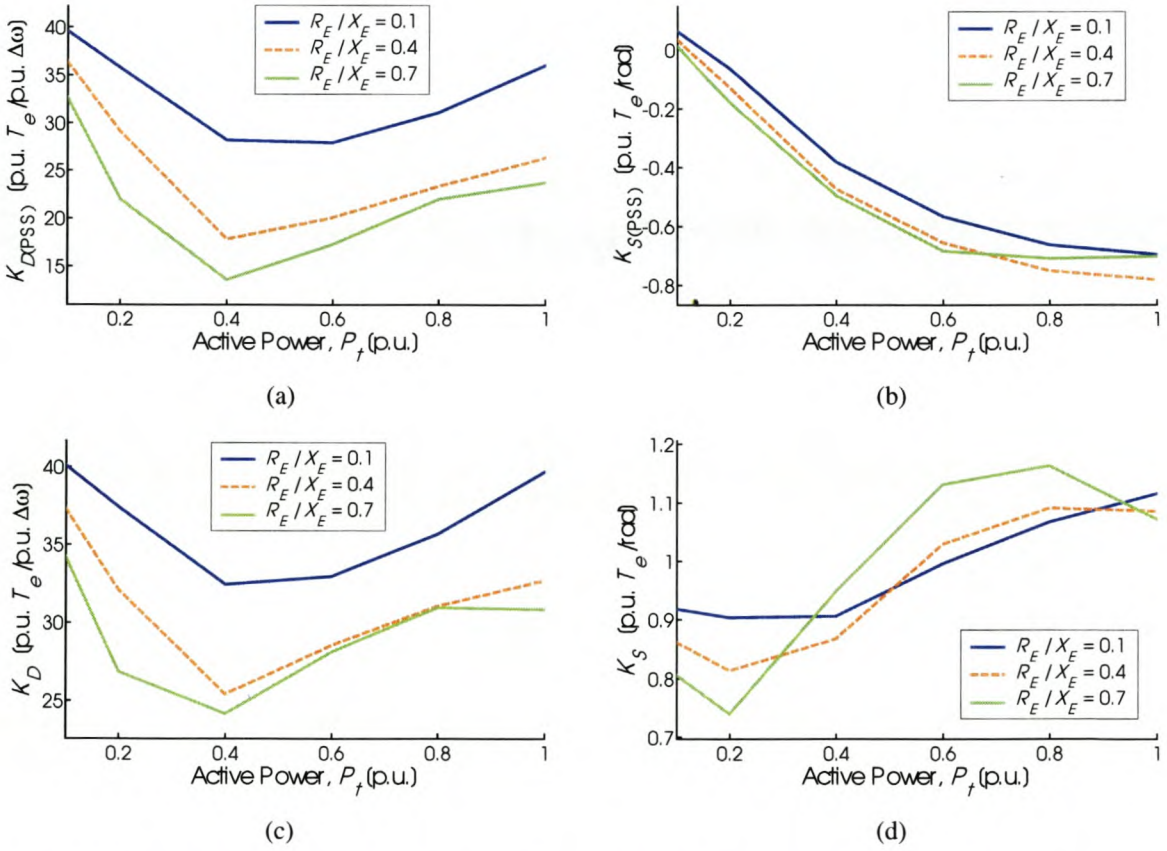 R_E / X_E = 0.1
R_E / X_E = 0.4
R_E / X_E = 0.7
K_D(PSS) (p.u. T_e /p.u. Δω)
40
35
30
25
20
15
0.2 0.4 0.6 0.8 1
Active Power, P_t (p.u.)
(a)
R_E / X_E = 0.1
R_E / X_E = 0.4
R_E / X_E = 0.7
K_S(PSS) (p.u. T_e /rad)
0
-0.2
-0.4
-0.6
-0.8
0.2 0.4 0.6 0.8 1
Active Power, P_t (p.u.)
(b)
R_E / X_E = 0.1
R_E / X_E = 0.4
R_E / X_E = 0.7
K_D (p.u. T_e /p.u. Δω)
40
35
30
25
0.2 0.4 0.6 0.8 1
Active Power, P_t (p.u.)
(c)
K_S (p.u. T_e /rad)
1.2
1.1
1
0.9
0.8
0.7
R_E / X_E = 0.1
R_E / X_E = 0.4
R_E / X_E = 0.7
0.2 0.4 0.6 0.8 1
Active Power, P_t (p.u.)
(d)